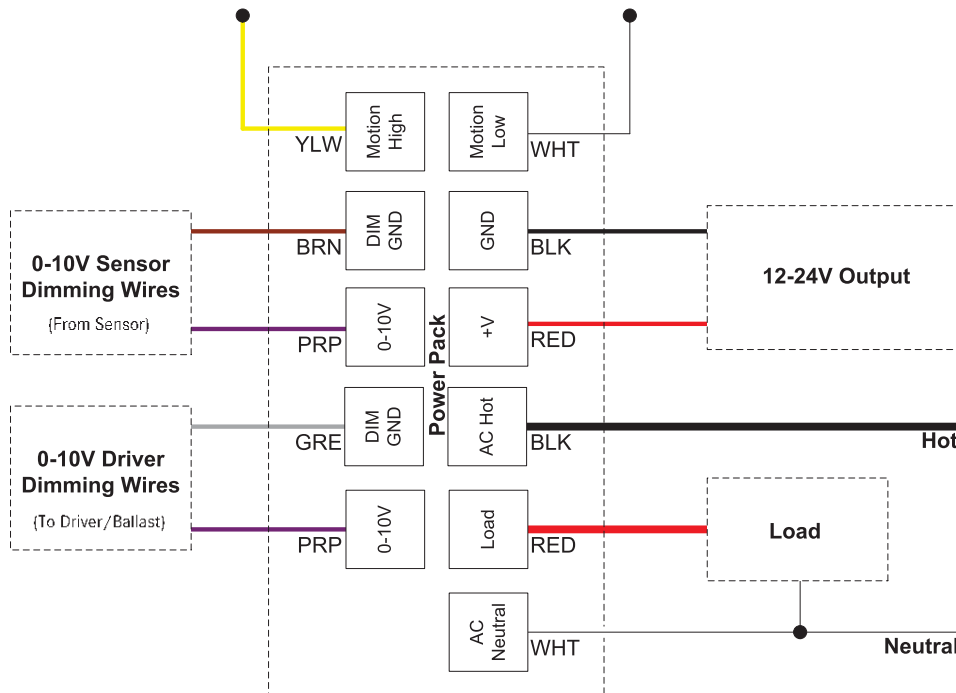 Motion
High
YLW
Motion
Low
WHT
0-10V Sensor
Dimming Wires
(From Sensor)
BRN
DIM
GND
GND
BLK
12-24V Output
PRP
0-10V
+V
RED
Power Pack
0-10V Driver
Dimming Wires
(To Driver/Ballast)
GRE
DIM
GND
AC Hot
BLK
Hot
PRP
0-10V
Load
RED
Load
AC
Neutral
WHT
Neutral